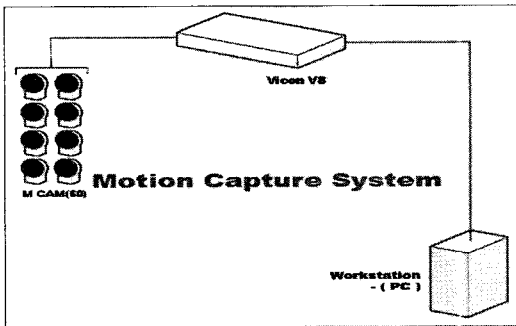 Vicon V8
M CAM(60)
Motion Capture System
Workstation
- ( PC )